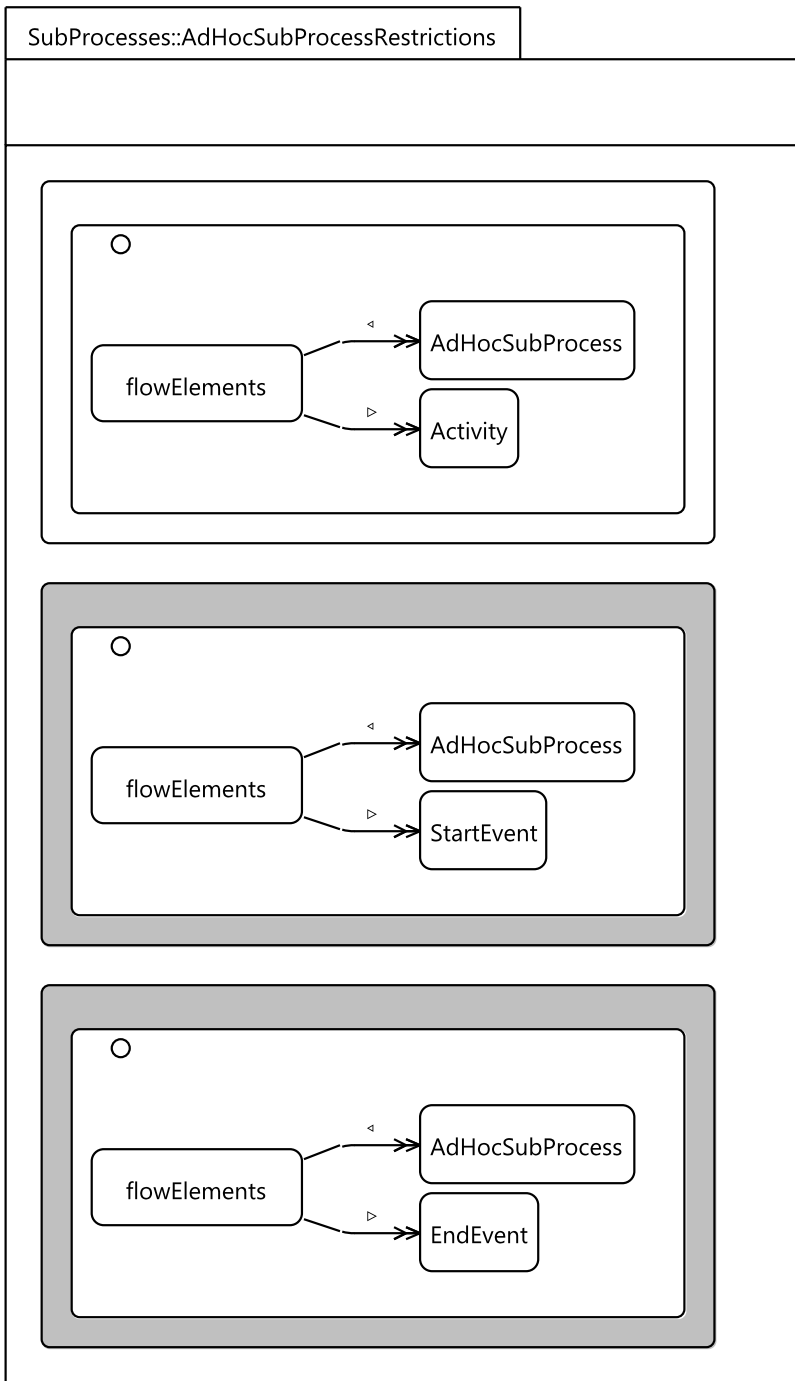 SubProcesses::AdHocSubProcessRestrictions
AdHocSubProcess
flowElements
Activity
AdHocSubProcess
flowElements
StartEvent
AdHocSubProcess
flowElements
EndEvent